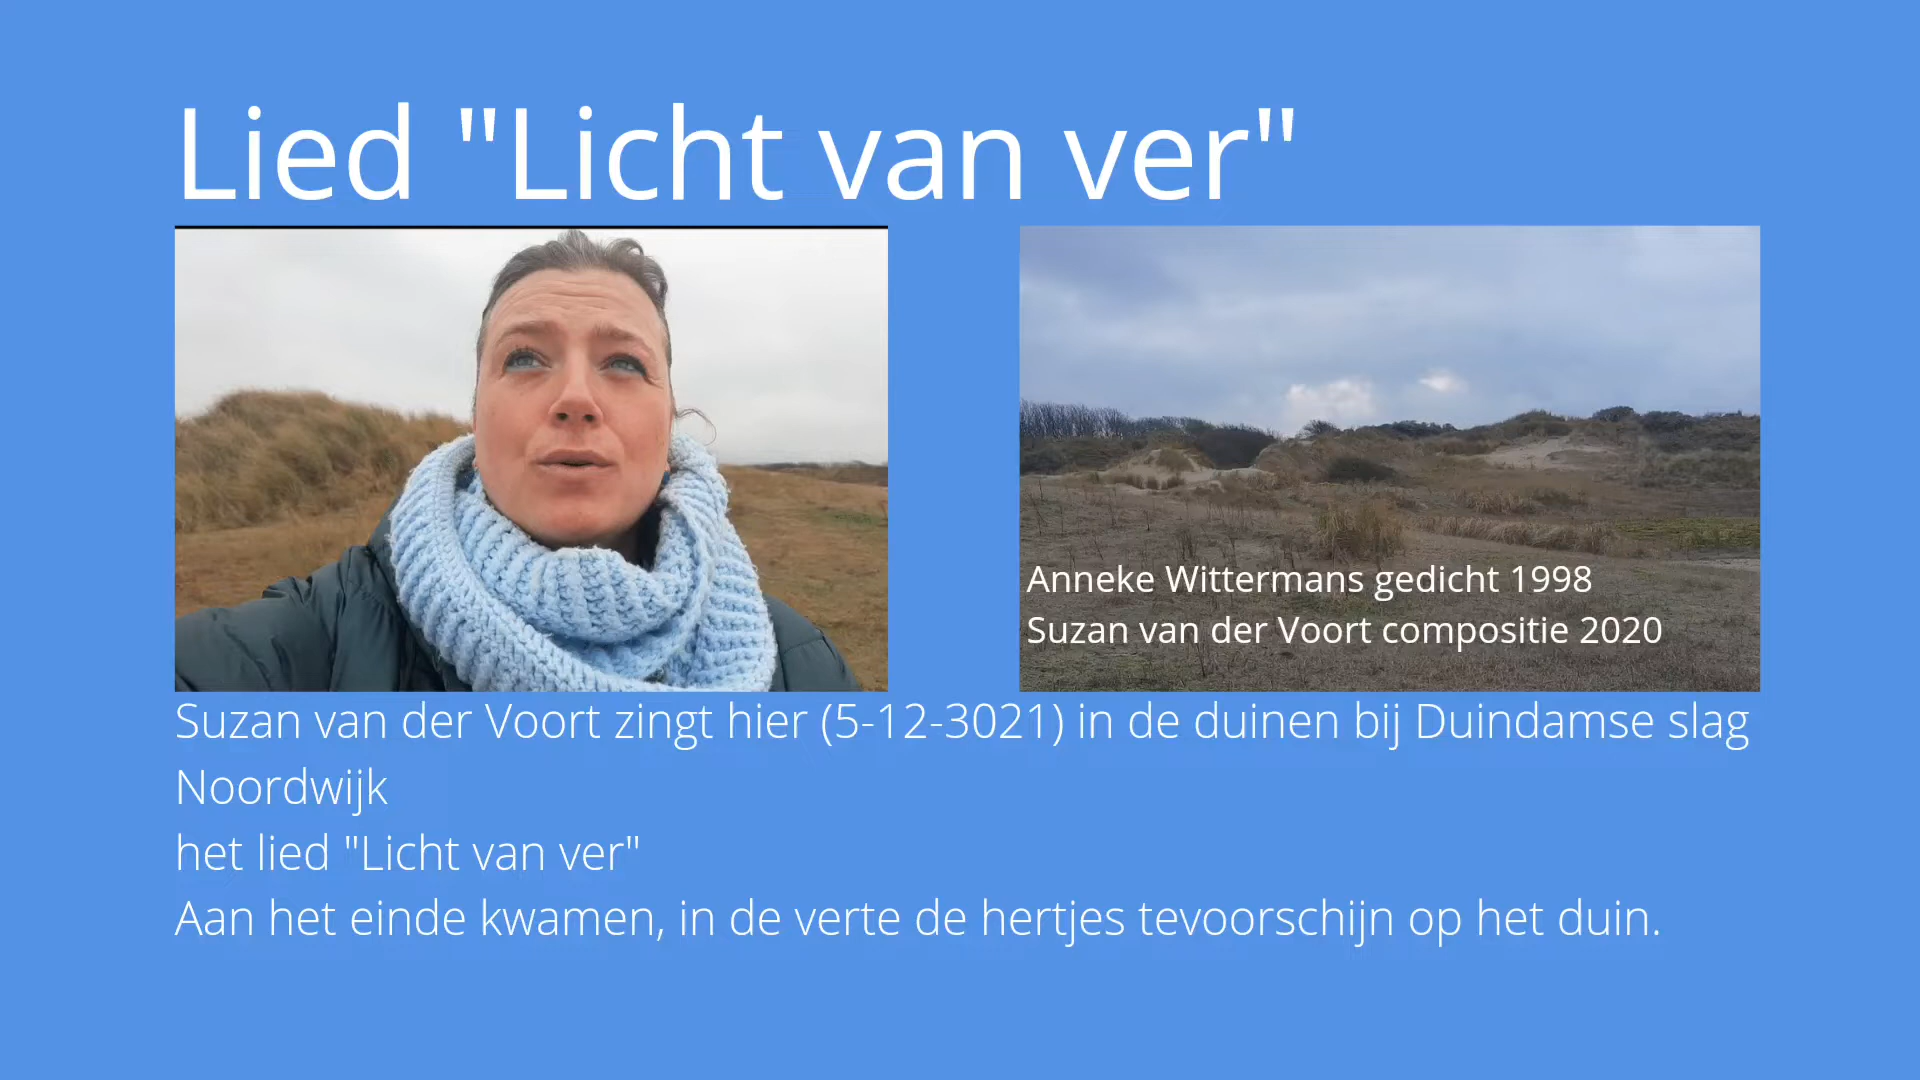 Lied "Licht van ver"
Anneke Wittermans gedicht 1998
Suzan van der Voort compositie 2020
Suzan van der Voort zingt hier (5-12-3021) in de duinen bij Duindamse slag
Noordwijk
het lied "Licht van ver"
Aan het einde kwamen, in de verte de hertjes tevoorschijn op het duin.